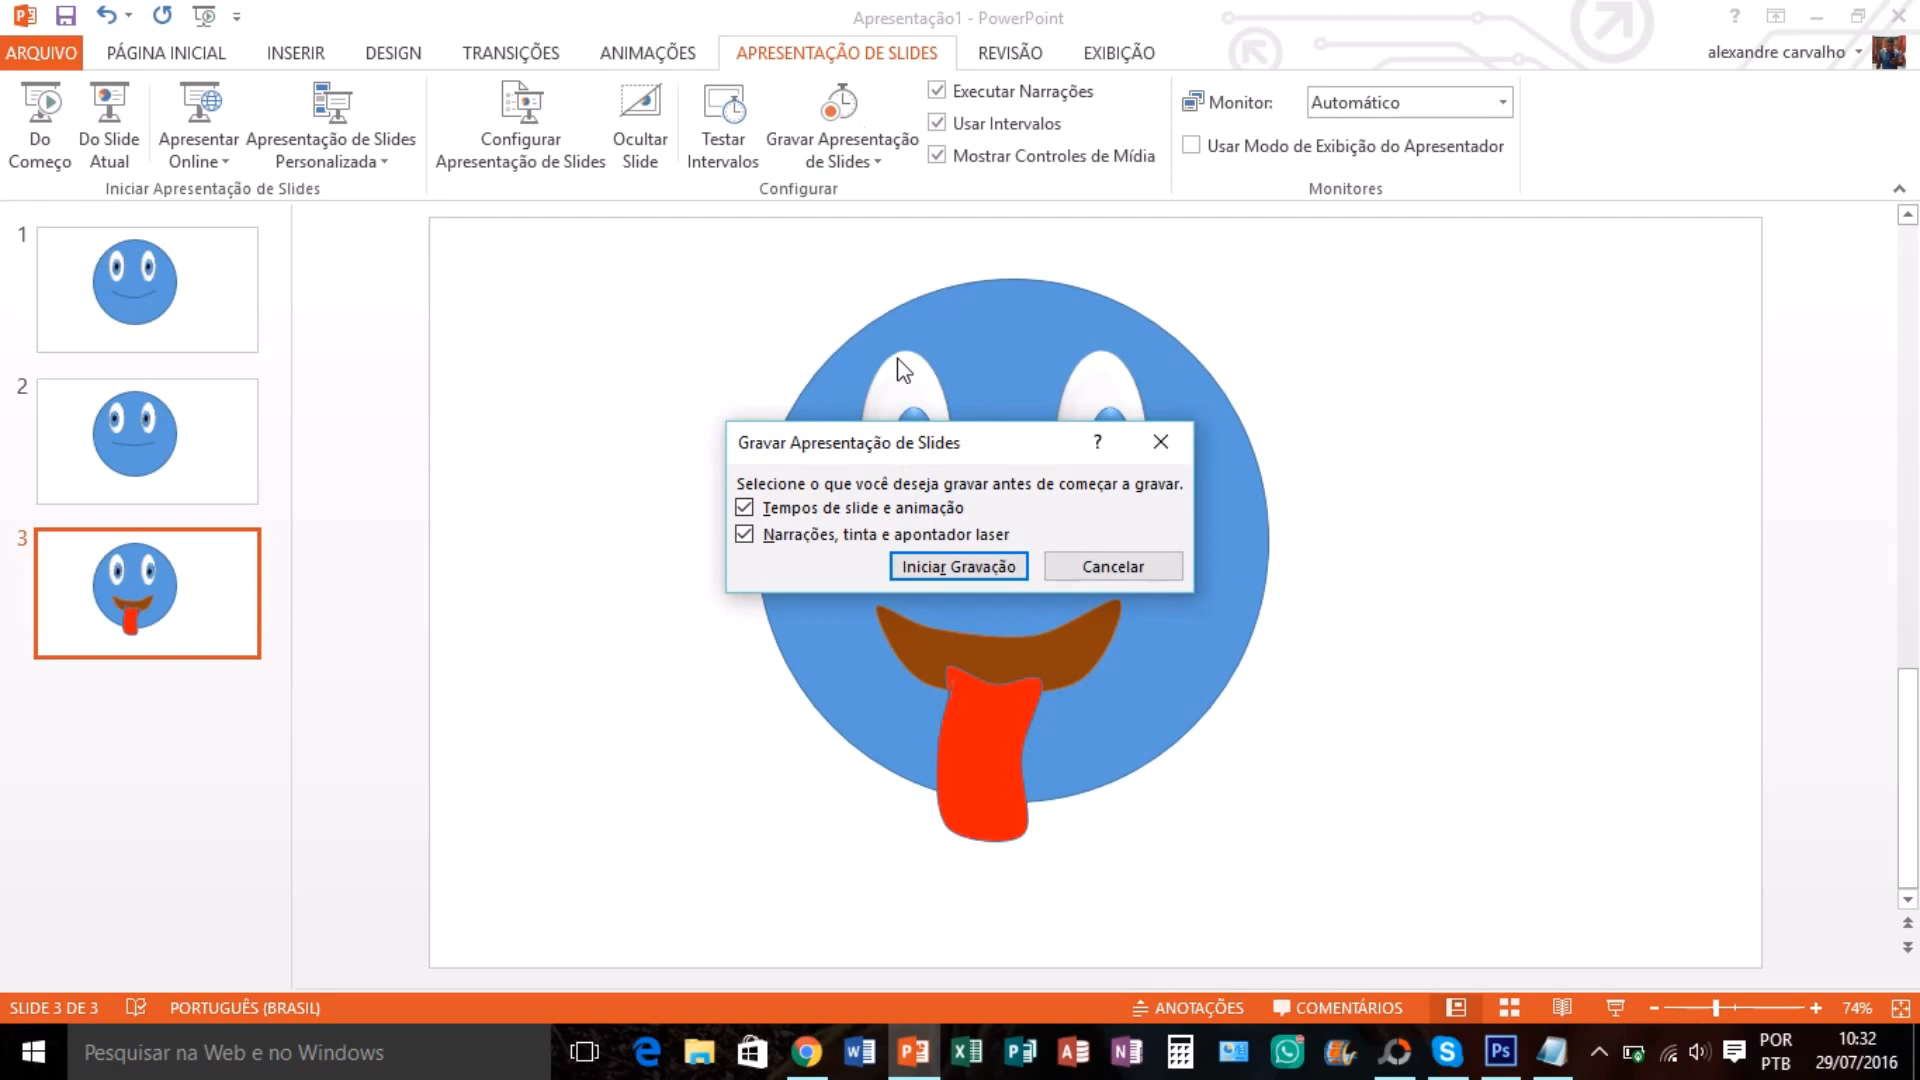 Apresentação1 - PowerPoint
?
ARQUIVO
PÁGINA INICIAL
INSERIR
DESIGN
TRANSIÇÕES
ANIMAÇÕES
APRESENTAÇÃO DE SLIDES
REVISÃO
EXIBIÇÃO
alexandre carvalho
Do
Começo
Do Slide
Atual
Apresentar
Online
Apresentação de Slides
Personalizada
Iniciar Apresentação de Slides
Configurar
Apresentação de Slides
Ocultar
Slide
Testar
Intervalos
Gravar Apresentação
de Slides
Executar Narrações
Usar Intervalos
Mostrar Controles de Mídia
Configurar
Monitor:
Automático
Usar Modo de Exibição do Apresentador
Monitores
1
2
3
Gravar Apresentação de Slides
?
Selecione o que você deseja gravar antes de começar a gravar.
Tempos de slide e animação
Narrações, tinta e apontador laser
Iniciar Gravação
Cancelar
SLIDE 3 DE 3
PORTUGUÊS (BRASIL)
ANOTAÇÕES
COMENTÁRIOS
74%
Pesquisar na Web e no Windows
Ps
POR
PTB
10:32
29/07/2016